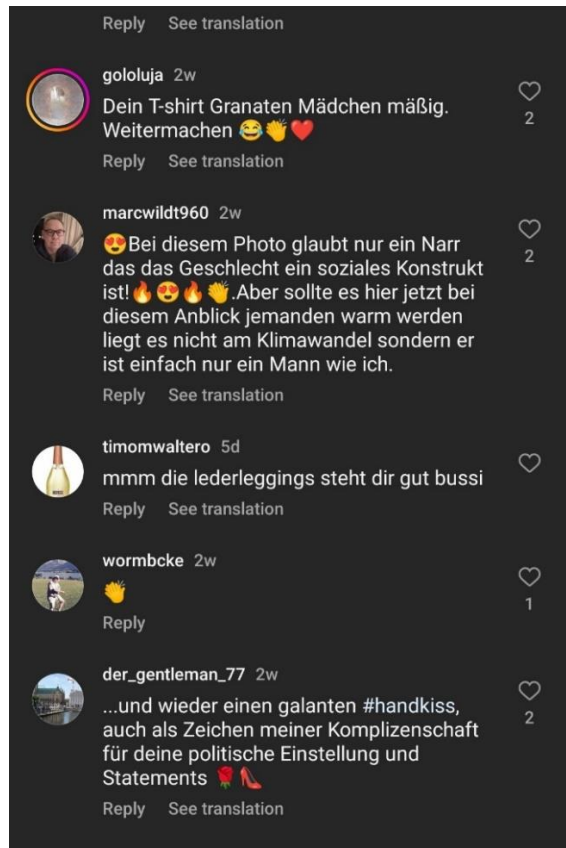 Reply See translation
gololuja 2w
Dein T-shirt Granaten Mädchen mäßig.
Weitermachen 😂👏❤️
2
Reply See translation
marcwildt960 2w
😍Bei diesem Photo glaubt nur ein Narr
das das Geschlecht ein soziales Konstrukt
ist!🔥😍🔥👏.Aber sollte es hier jetzt bei
diesem Anblick jemanden warm werden
liegt es nicht am Klimawandel sondern er
ist einfach nur ein Mann wie ich.
2
Reply See translation
timomwaltero 5d
mmm die lederleggings steht dir gut bussi
Reply See translation
wormbcke 2w
👏
1
Reply
der_gentleman_77 2w
...und wieder einen galanten #handkiss,
auch als Zeichen meiner Komplizenschaft
für deine politische Einstellung und
Statements 🌹👠
2
Reply See translation